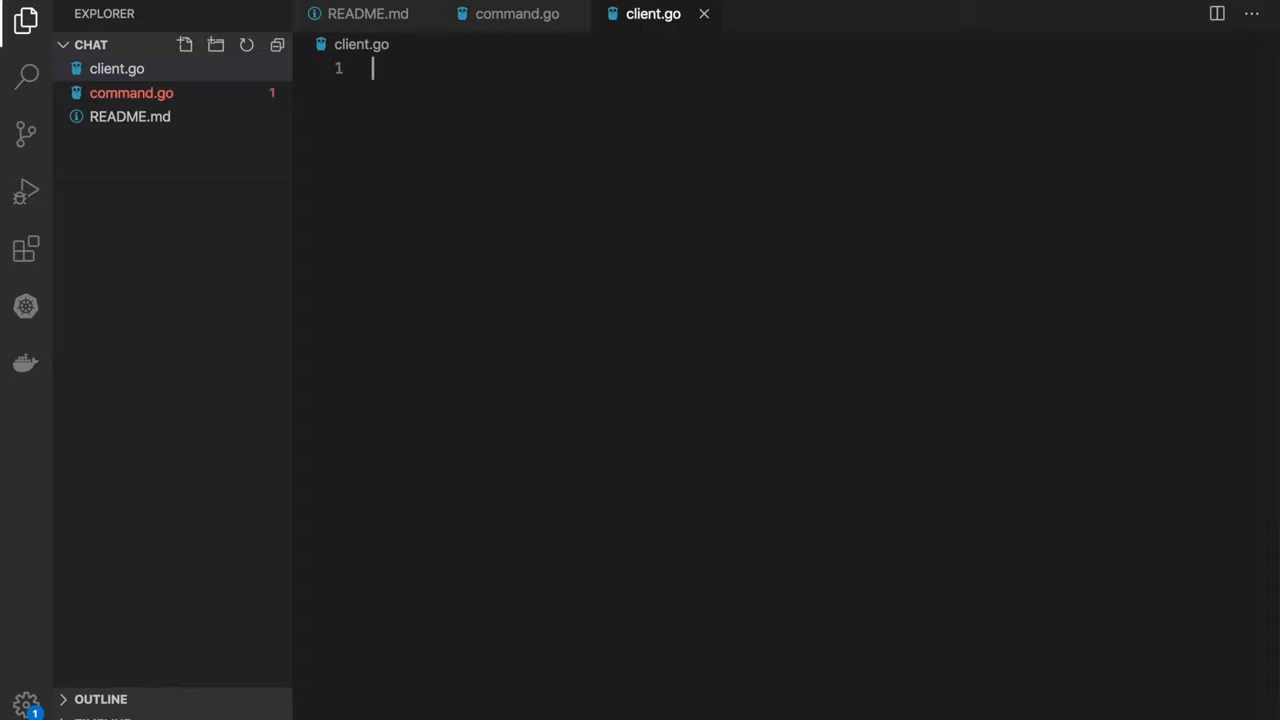 EXPLORER
README.md
command.go
client.go
CHAT
client.go
1
client.go
command.go
1
README.md
OUTLINE
TIMELINE
1